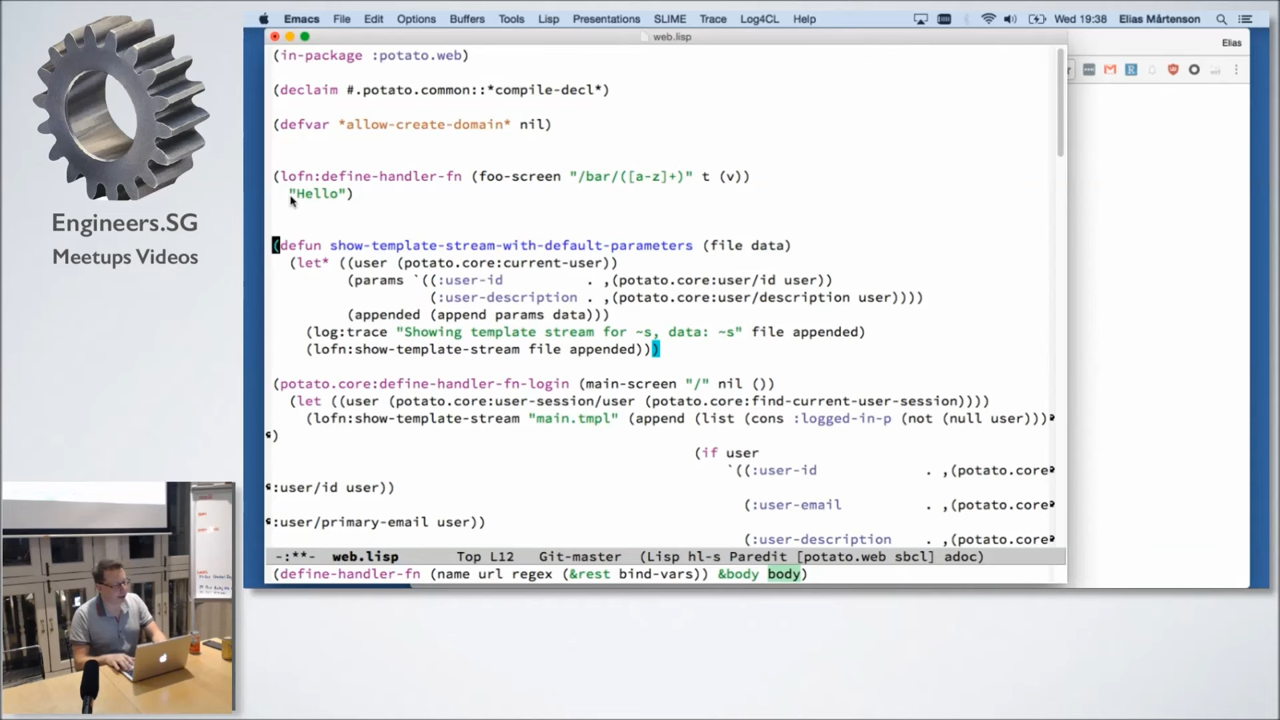 Emacs File Edit Options Buffers Tools Lisp Presentations SLIME Trace Log4CL Help Wed 19:38 Elias Mårtenson
web.lisp
Elias
(in-package :potato.web)
(declaim #.potato.common::*compile-decl*)
(defvar *allow-create-domain* nil)
(lofn:define-handler-fn (foo-screen "/bar/([a-z]+)" t (v))
"Hello")
(defun show-template-stream-with-default-parameters (file data)
(let* ((user (potato.core:current-user))
(params `((:user-id . ,(potato.core:user/id user))
(:user-description . ,(potato.core:user/description user))))
(appended (append params data)))
(log:trace "Showing template stream for ~s, data: ~s" file appended)
(lofn:show-template-stream file appended)))
(potato.core:define-handler-fn-login (main-screen "/" nil ())
(let ((user (potato.core:user-session/user (potato.core:find-current-user-session))))
(lofn:show-template-stream "main.tmpl" (append (list (cons :logged-in-p (not (null user)))
)
(if user
`((:user-id . ,(potato.core
:user/id user))
(:user-email . ,(potato.core
:user/primary-email user))
(:user-description . ,(potato.core
-:**- web.lisp Top L12 Git-master (Lisp hl-s Paredit [potato.web sbcl] adoc)
(define-handler-fn (name url regex (&rest bind-vars)) &body body)
Engineers.SG
Meetups Videos